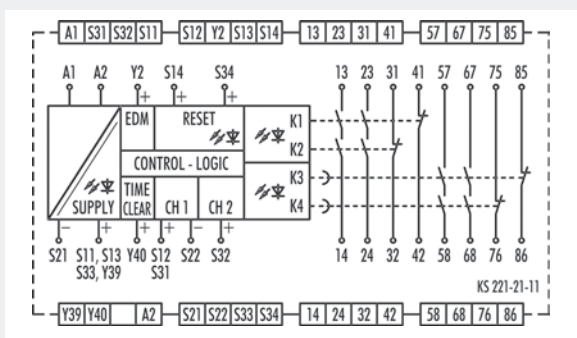 A1 S31 S32 S11 S12 Y2 S13 S14 13 23 31 41 57 67 75 85
A1 A2 Y2 S14 S34 13 23 31 41 57 67 75 85
+ + +
EDM RESET K1
K2
CONTROL - LOGIC
K3
SUPPLY TIME CLEAR CH 1 CH 2 K4
− + + + − +
S21 S11, S13 Y40 S12 S22 S32 14 24 32 42 58 68 76 86
S33, Y39 S31
KS 221-21-11
Y39 Y40 A2 S21 S22 S33 S34 14 24 32 42 58 68 76 86